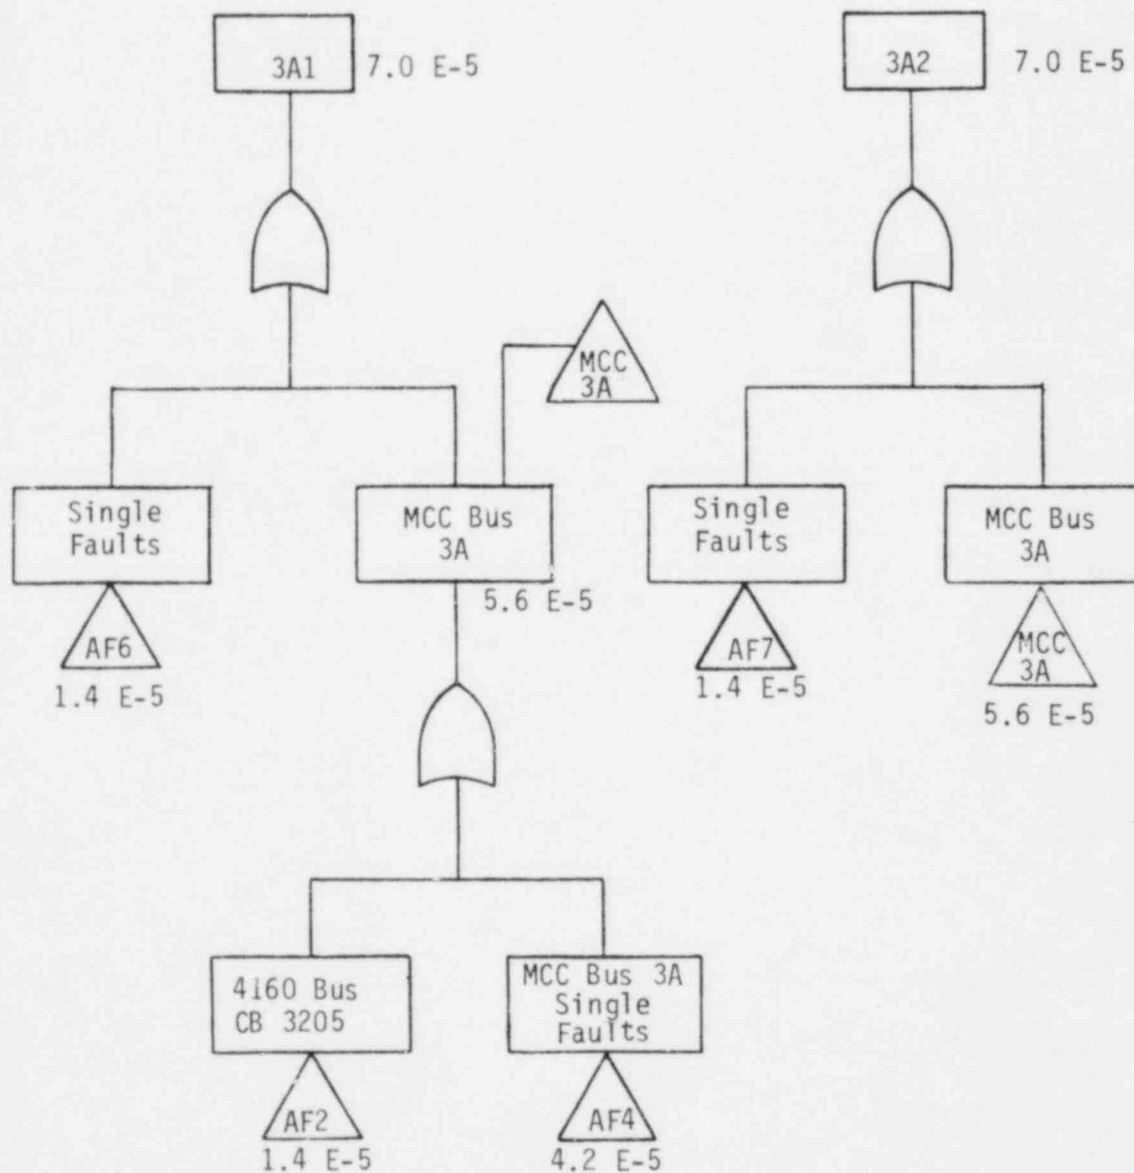 3A1
7.0 E-5
3A2
7.0 E-5
MCC
3A
Single
Faults
MCC Bus
3A
Single
Faults
MCC Bus
3A
5.6 E-5
AF6
1.4 E-5
AF7
1.4 E-5
MCC
3A
5.6 E-5
4160 Bus
CB 3205
MCC Bus 3A
Single
Faults
AF2
1.4 E-5
AF4
4.2 E-5